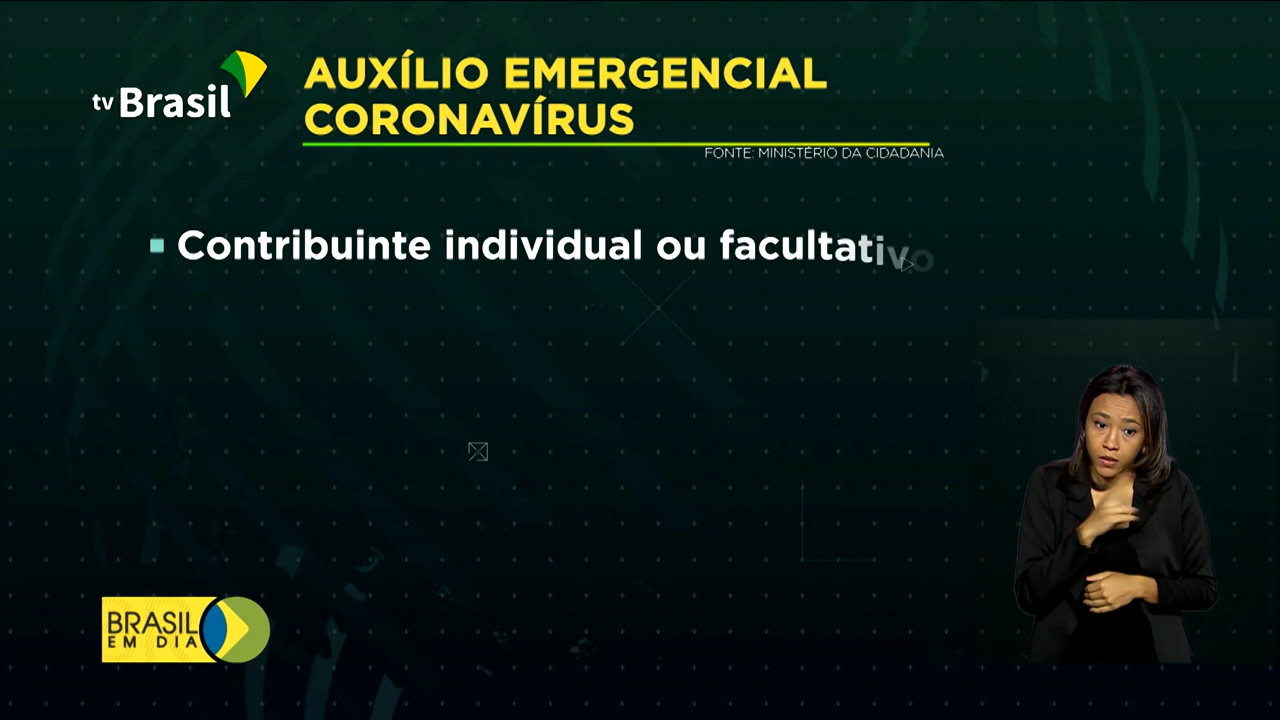 tv Brasil
AUXÍLIO EMERGENCIAL
CORONAVÍRUS
FONTE: MINISTÉRIO DA CIDADANIA
Contribuinte individual ou facultativo
BRASIL
EM DIA